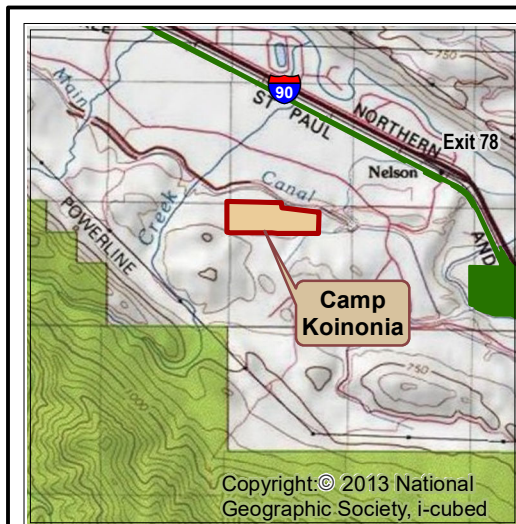 750
90
Main
ST PAUL
NORTHERN
Exit 78
Nelson
Canal
Creek
POWERLINE
AND
Camp
Koinonia
750
1000
Copyright:© 2013 National
Geographic Society, i-cubed